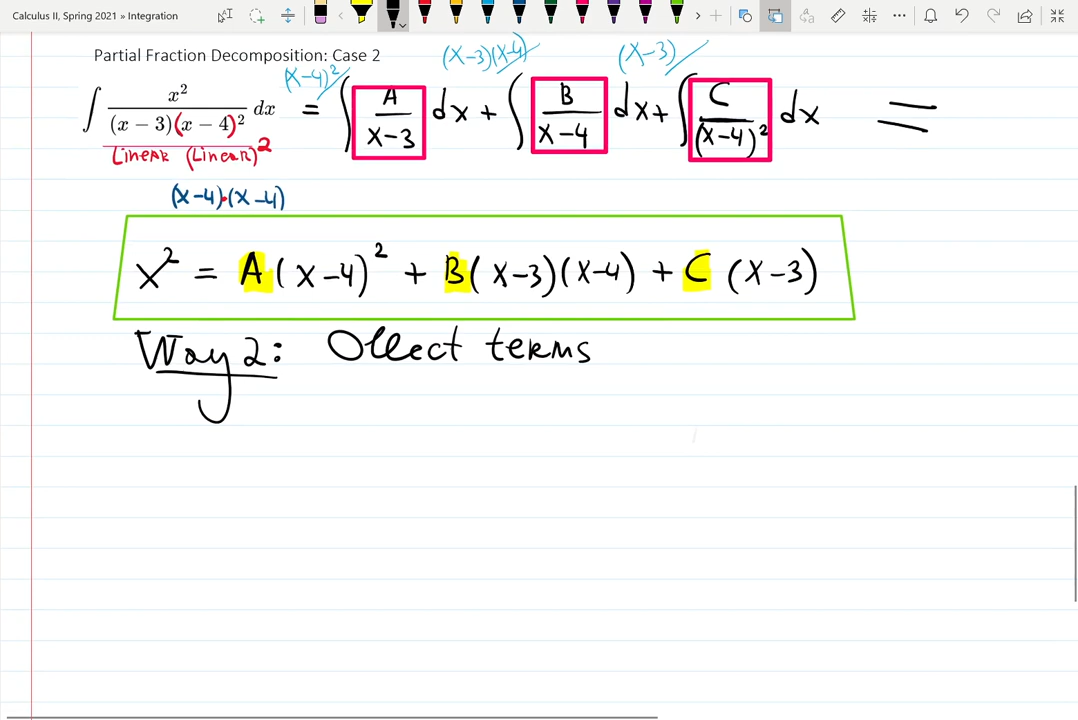 Calculus II, Spring 2021 » Integration
Partial Fraction Decomposition: Case 2
(x-4)² (x-3)(x-4) (x-3)
∫ x² / (x − 3)(x − 4)² dx = ∫ A / x-3 dx + ∫ B / x-4 dx + ∫ C / (x-4)² dx =
Linear (Linear)²
(x-4)·(x-4)
x² = A(x-4)² + B(x-3)(x-4) + C (x-3)
Way 2: Ollect terms